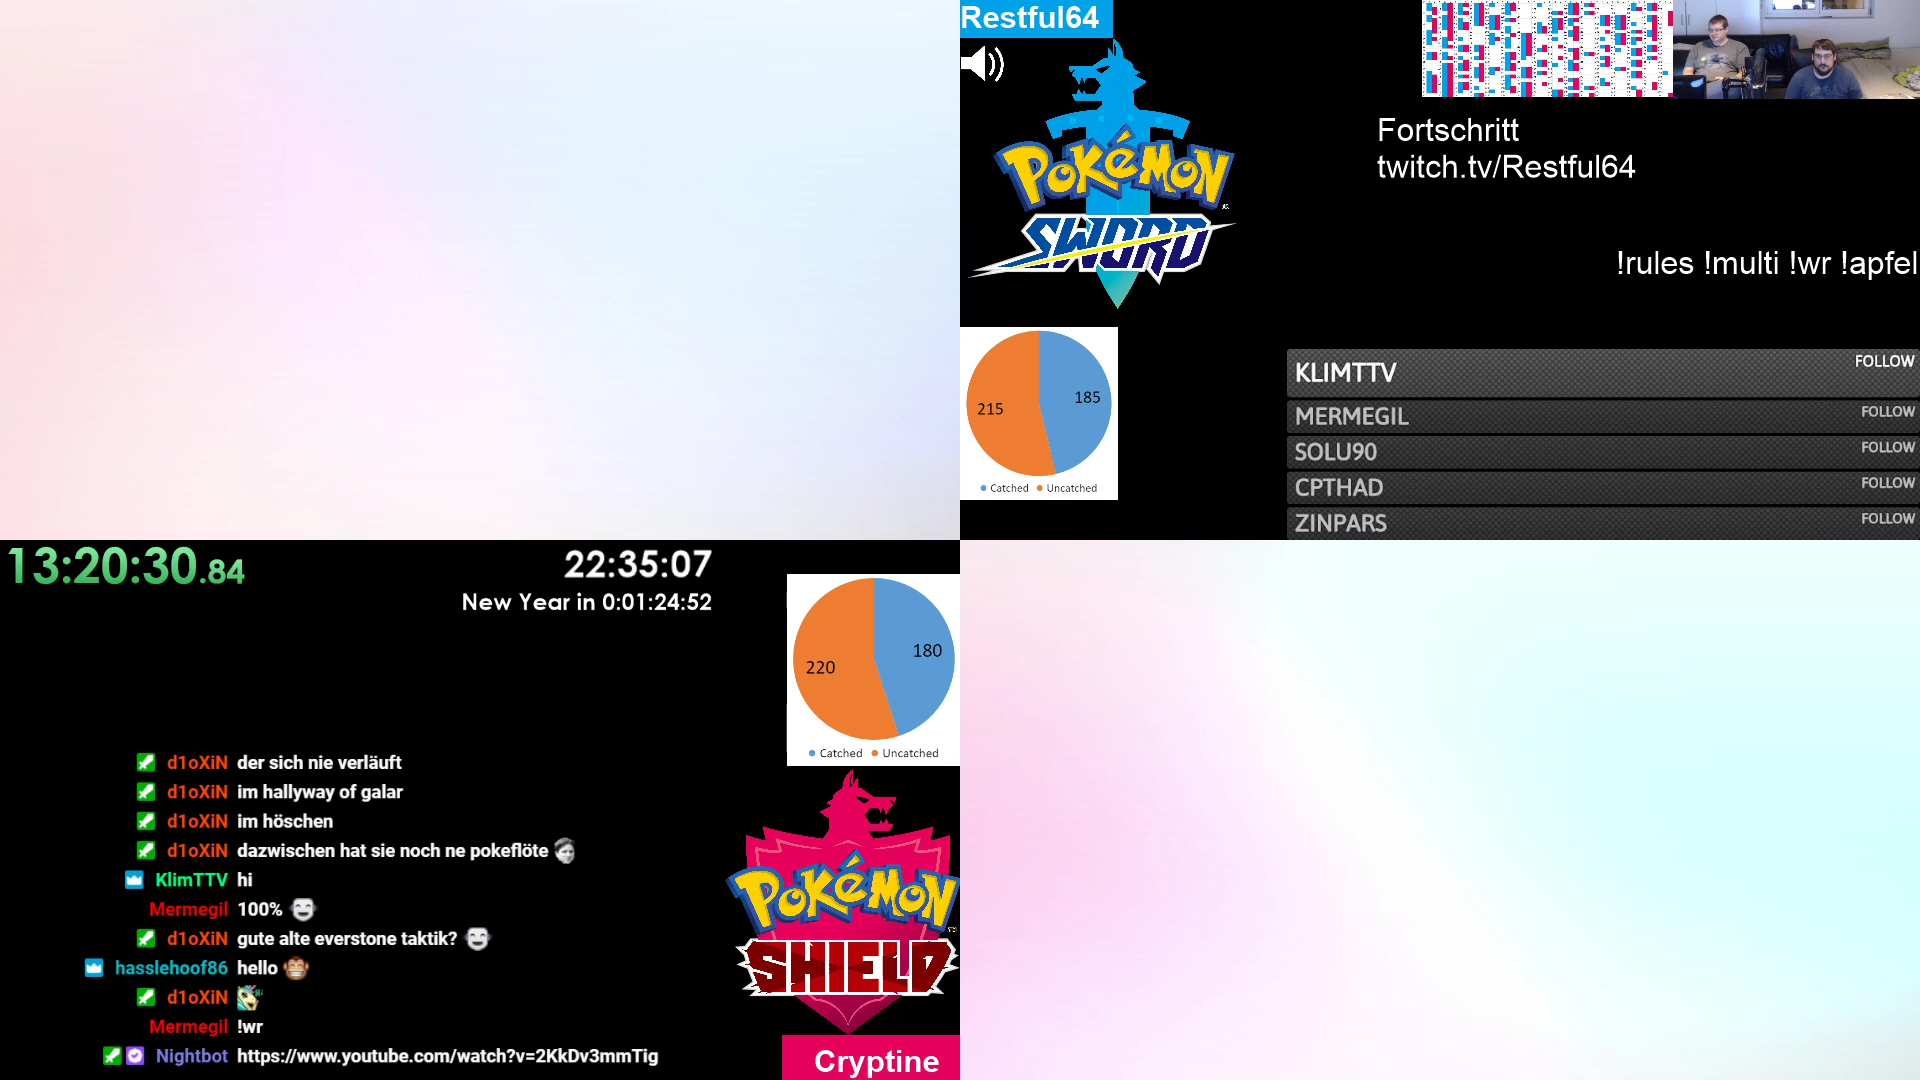 Restful64
POKéMON
SWORD
Fortschritt
twitch.tv/Restful64
!rules !multi !wr !apfel
215
185
Catched Uncatched
KLIMTTV FOLLOW
MERMEGIL FOLLOW
SOLU90 FOLLOW
CPTHAD FOLLOW
ZINPARS FOLLOW
13:20:30.84
22:35:07
New Year in 0:01:24:52
180
220
Catched Uncatched
d1oXiN der sich nie verläuft
d1oXiN im hallyway of galar
d1oXiN im höschen
d1oXiN dazwischen hat sie noch ne pokeflöte
KlimTTV hi
Mermegil 100%
d1oXiN gute alte everstone taktik?
hasslehoof86 hello
d1oXiN
Mermegil !wr
Nightbot https://www.youtube.com/watch?v=2KkDv3mmTig
POKéMON
SHIELD
Cryptine